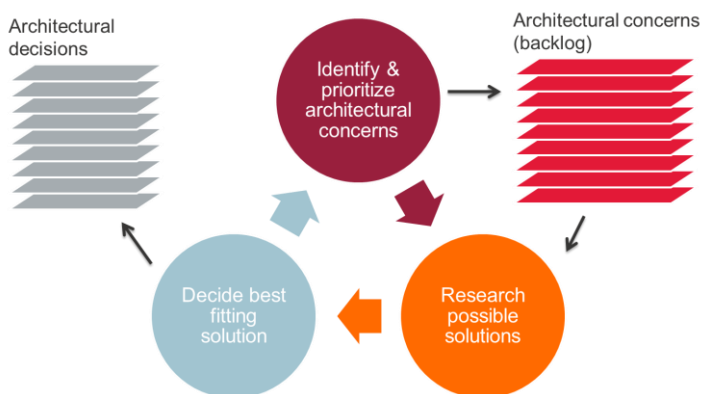 Architectural
decisions
Identify &
prioritize
architectural
concerns
Architectural concerns
(backlog)
Decide best
fitting
solution
Research
possible
solutions